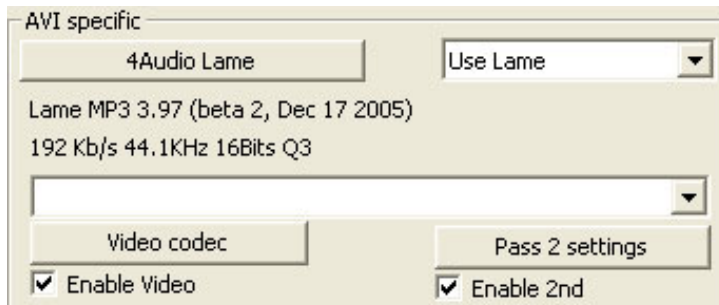 AVI specific
4Audio Lame
Use Lame
Lame MP3 3.97 (beta 2, Dec 17 2005)
192 Kb/s 44.1KHz 16Bits Q3
Video codec
Pass 2 settings
Enable Video
Enable 2nd